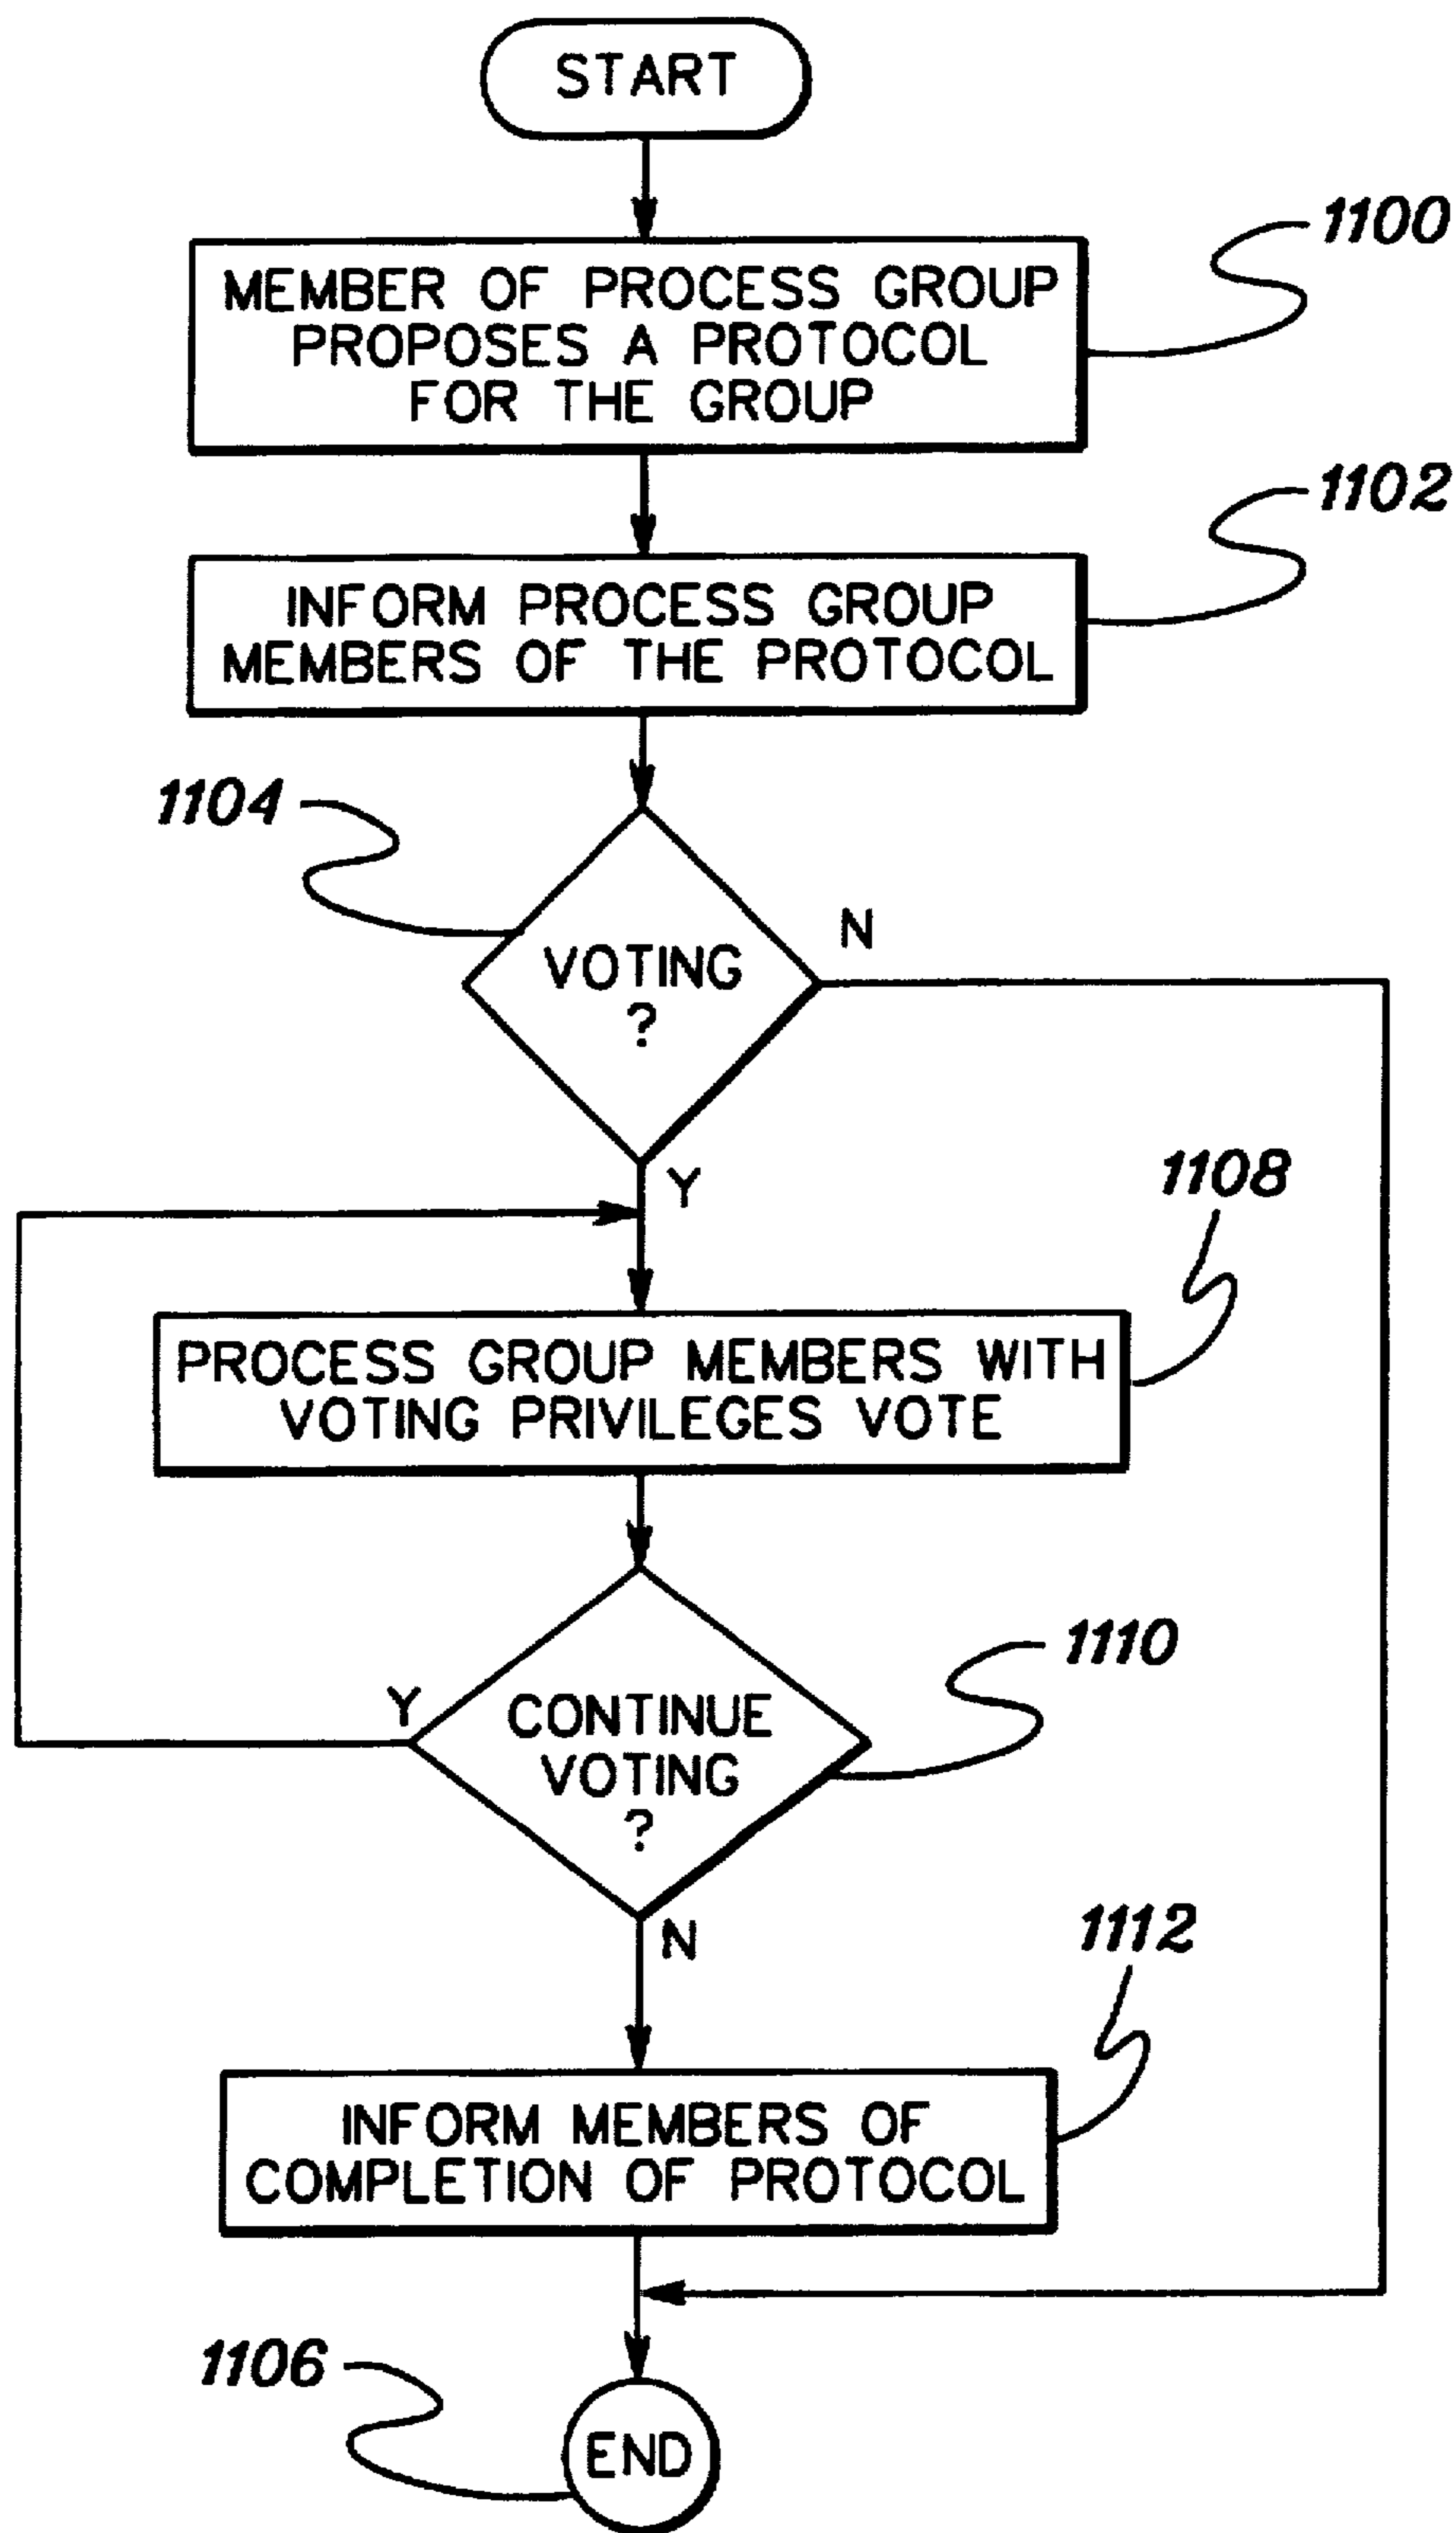 START
1100
MEMBER OF PROCESS GROUP
PROPOSES A PROTOCOL
FOR THE GROUP
1102
INFORM PROCESS GROUP
MEMBERS OF THE PROTOCOL
1104
N
VOTING
?
Y
1108
PROCESS GROUP MEMBERS WITH
VOTING PRIVILEGES VOTE
1110
Y
CONTINUE
VOTING
?
N
1112
INFORM MEMBERS OF
COMPLETION OF PROTOCOL
1106
END